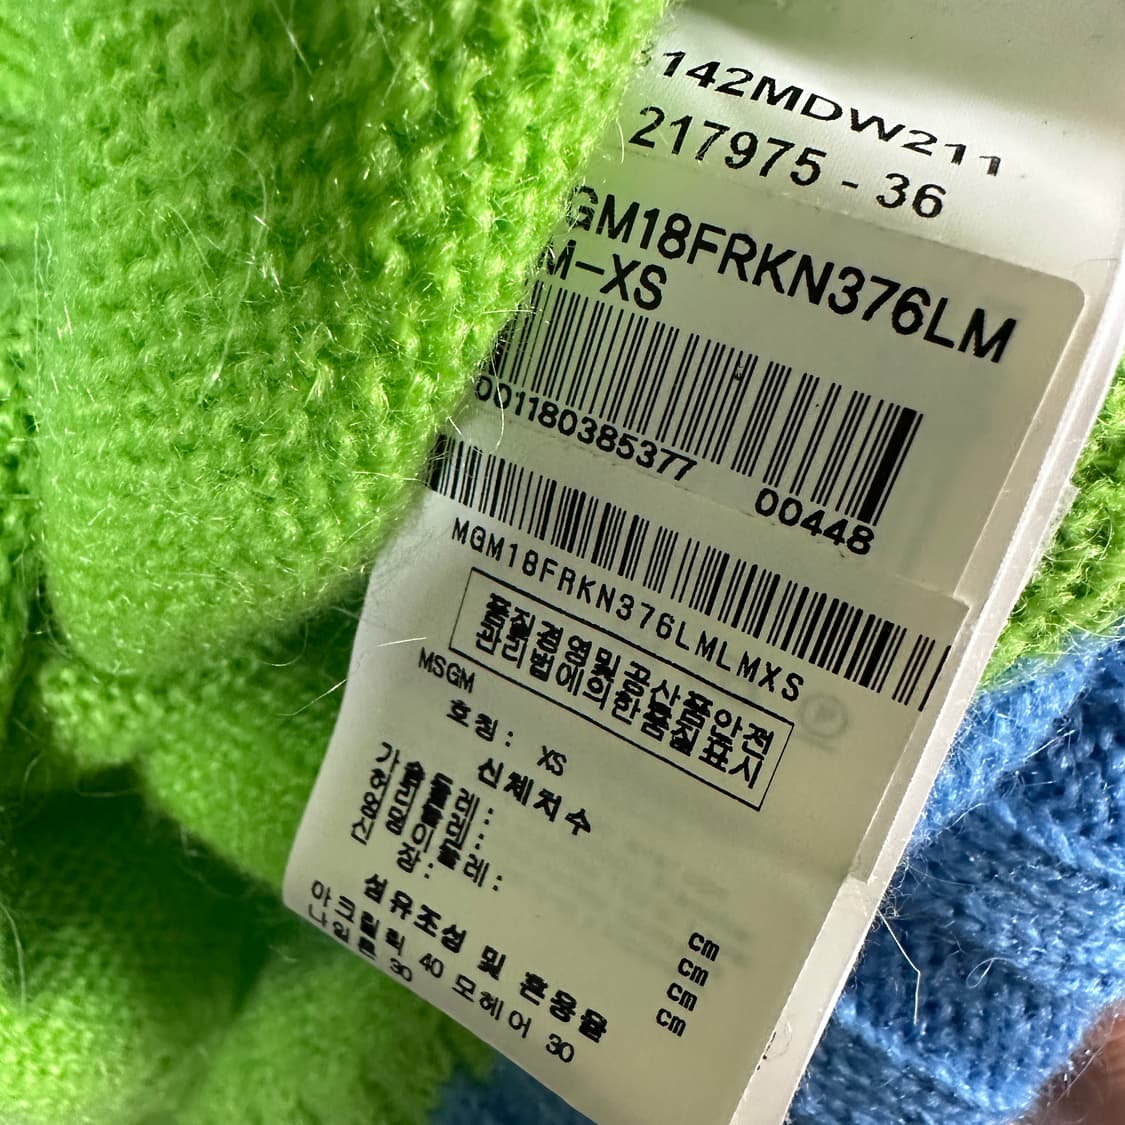 142MDW211
217975 - 36
GM18FRKN376LM
M-XS
001180385377
00448
MGM18FRKN376LMLMXS
품질경영및공산품안전
관리법에의한품질표시
MSGM
호칭: XS
신체치수
가슴둘레: cm
허리둘레: cm
엉덩이둘레: cm
신장: cm
섬유조성 및 혼용율
아크릴릭 40 모헤어 30
나일론 30